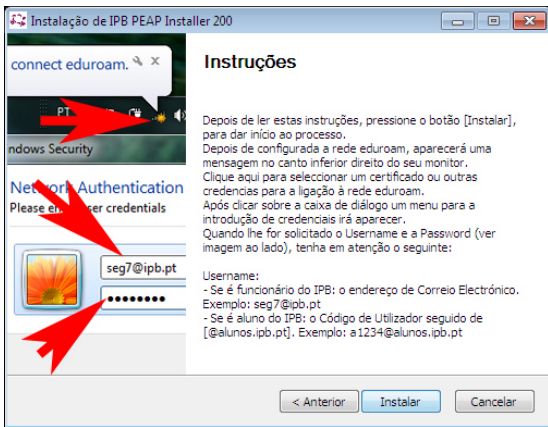 Instalação de IPB PEAP Installer 200
connect eduroam.
PT
ndows Security
Network Authentication
Please en ser credentials
seg7@ipb.pt
Instruções
Depois de ler estas instruções, pressione o botão [Instalar],
para dar início ao processo.
Depois de configurada a rede eduroam, aparecerá uma
mensagem no canto inferior direito do seu monitor.
Clique aqui para seleccionar um certificado ou outras
credencias para a ligação à rede eduroam.
Após clicar sobre a caixa de diálogo um menu para a
introdução de credenciais irá aparecer.
Quando lhe for solicitado o Username e a Password (ver
imagem ao lado), tenha em atenção o seguinte:
Username:
- Se é funcionário do IPB: o endereço de Correio Electrónico.
Exemplo: seg7@ipb.pt
- Se é aluno do IPB: o Código de Utilizador seguido de
[@alunos.ipb.pt]. Exemplo: a1234@alunos.ipb.pt
< Anterior
Instalar
Cancelar